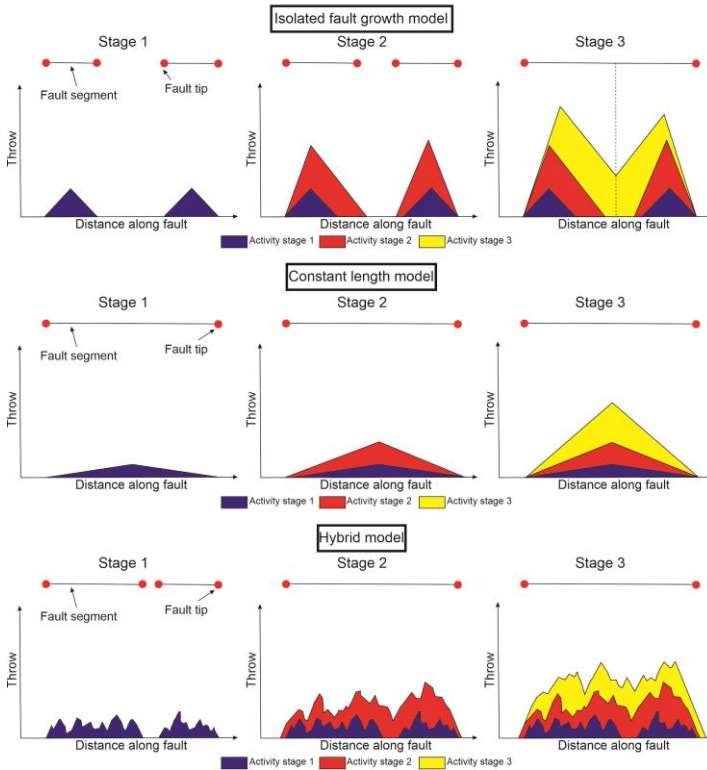 Isolated fault growth model
Stage 1
Stage 2
Stage 3
Fault segment
Fault tip
Throw
Throw
Throw
Distance along fault
Distance along fault
Distance along fault
Activity stage 1
Activity stage 2
Activity stage 3
Constant length model
Stage 1
Stage 2
Stage 3
Fault segment
Fault tip
Throw
Throw
Throw
Distance along fault
Distance along fault
Distance along fault
Activity stage 1
Activity stage 2
Activity stage 3
Hybrid model
Stage 1
Stage 2
Stage 3
Fault segment
Fault tip
Throw
Throw
Throw
Distance along fault
Distance along fault
Distance along fault
Activity stage 1
Activity stage 2
Activity stage 3